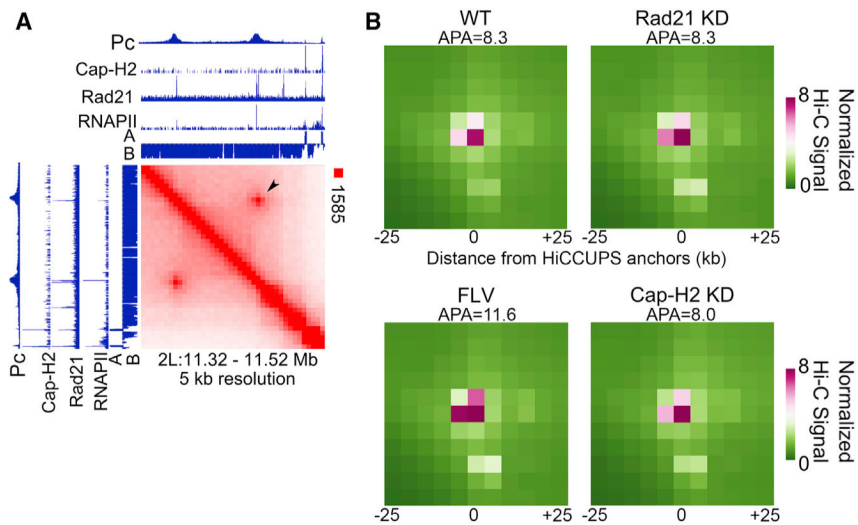 A
Pc
Cap-H2
Rad21
RNAPII
A
B
1585
Pc
Cap-H2
Rad21
RNAPII
A
B
2L:11.32 - 11.52 Mb
5 kb resolution
B
WT
APA=8.3
Rad21 KD
APA=8.3
8
0
Normalized
Hi-C Signal
-25
0
+25
-25
0
+25
Distance from HiCCUPS anchors (kb)
FLV
APA=11.6
Cap-H2 KD
APA=8.0
8
0
Normalized
Hi-C Signal
-25
0
+25
-25
0
+25